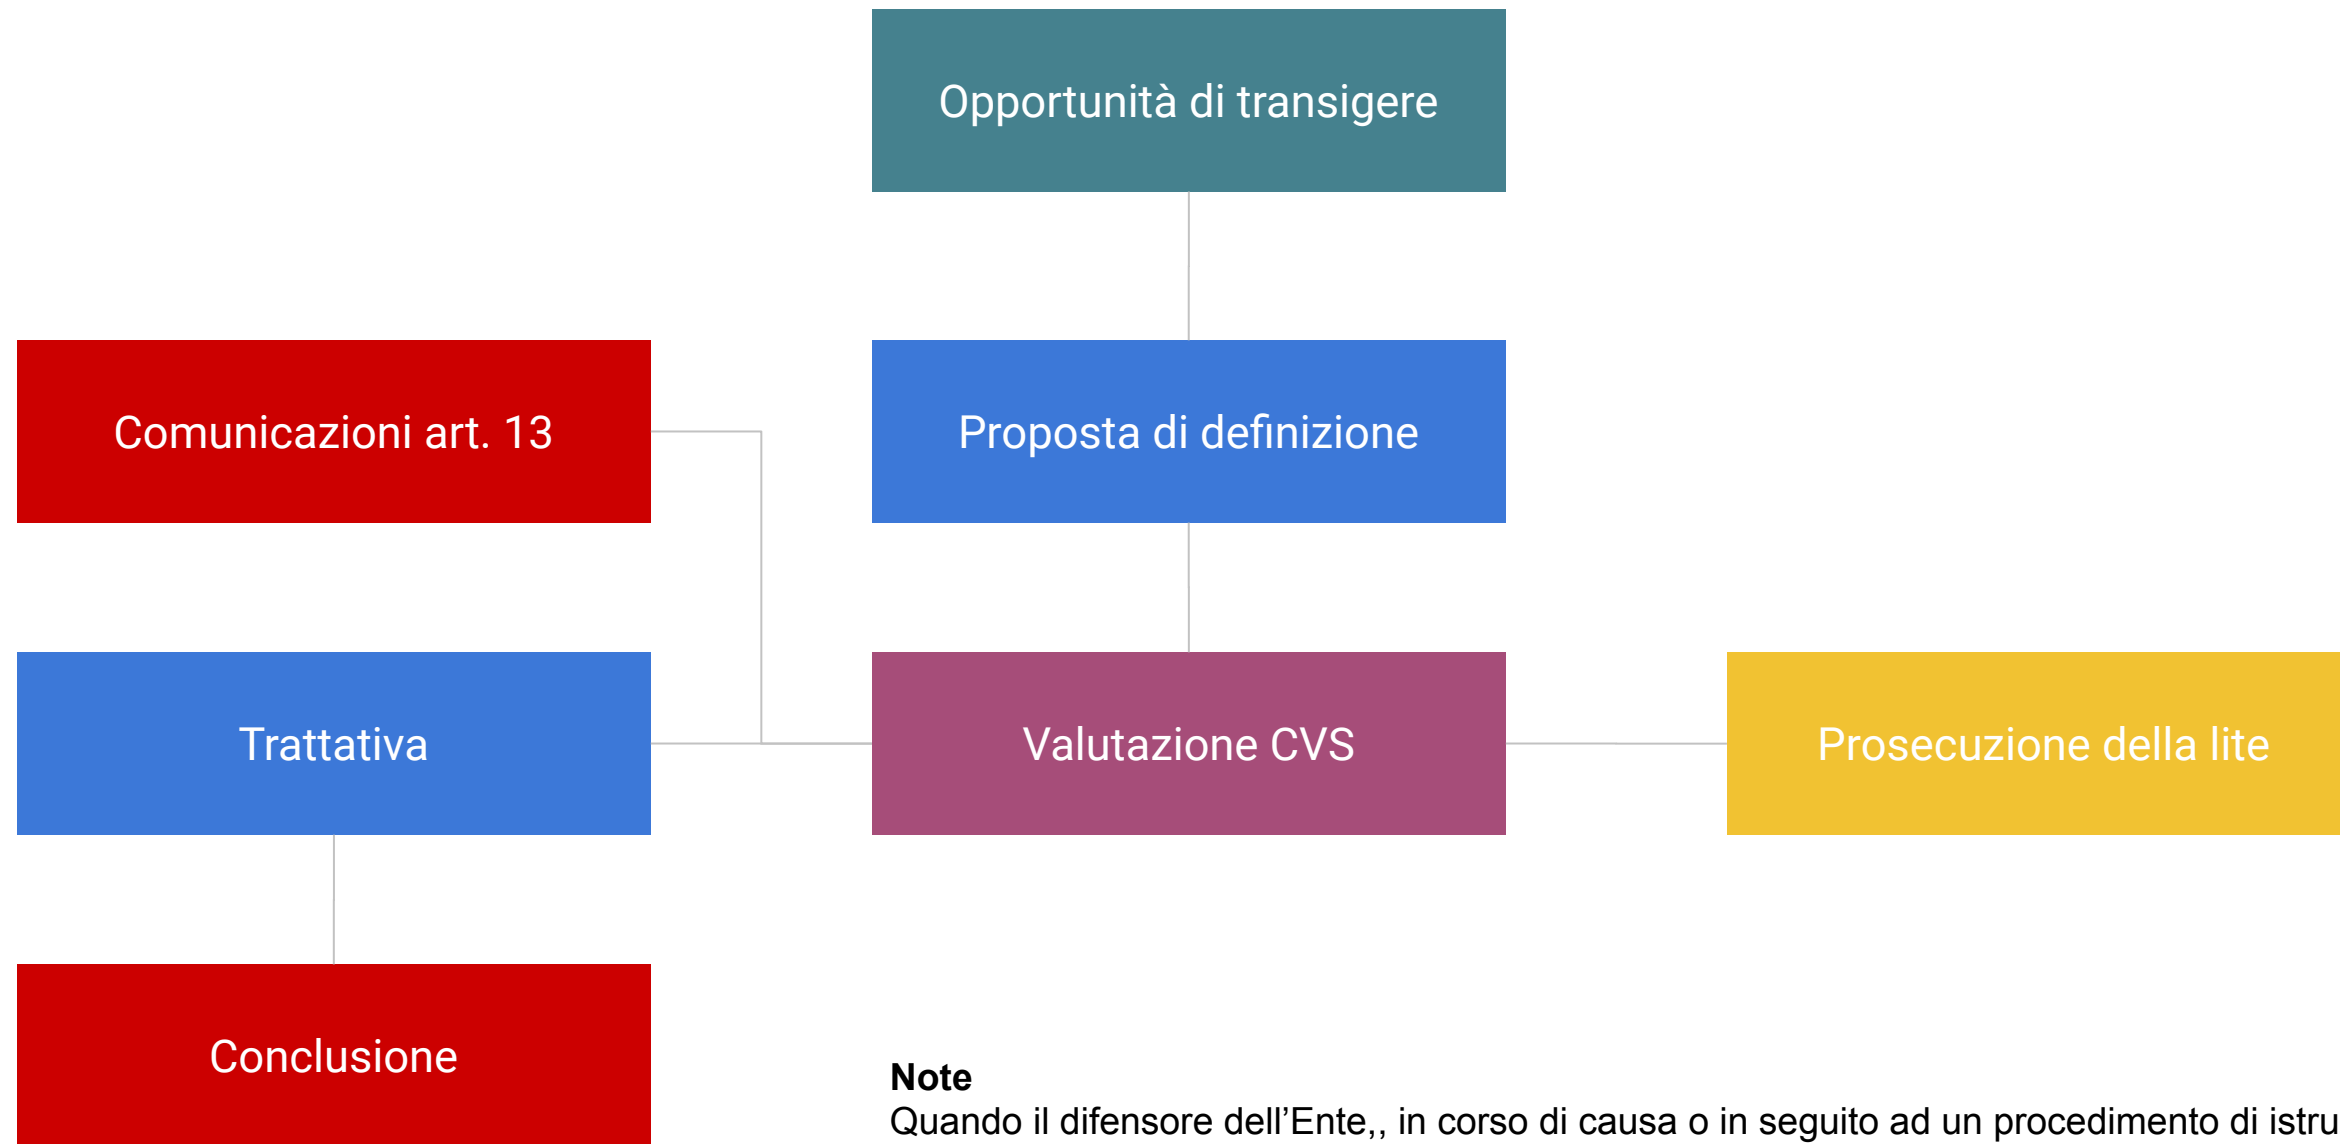 Opportunità di transigere
Comunicazioni art. 13
Proposta di definizione
Trattativa
Valutazione CVS
Prosecuzione della lite
Conclusione
Note
Quando il difensore dell’Ente,, in corso di causa o in seguito ad un procedimento di istru